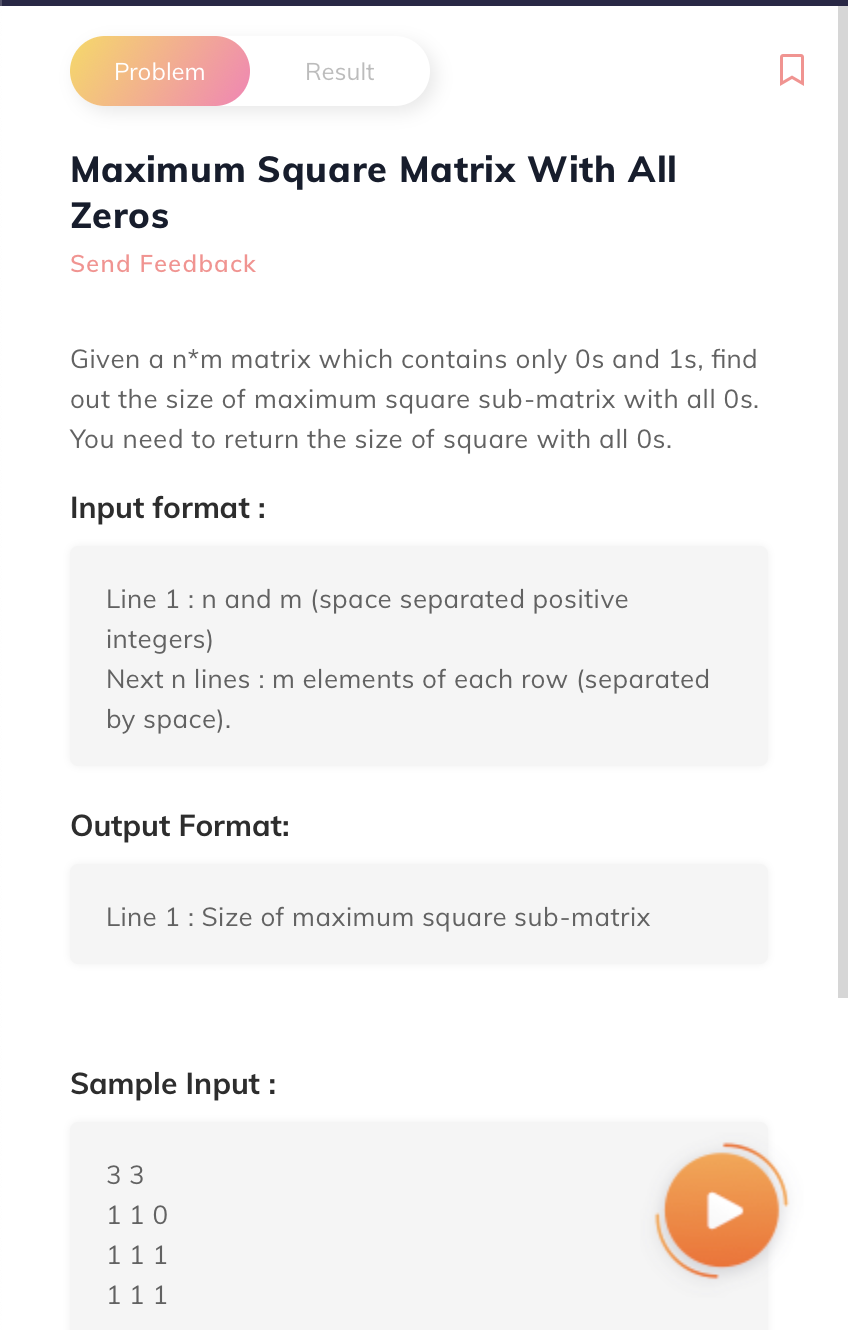 Problem
Result
Maximum Square Matrix With All
Zeros
Send Feedback
Given a n*m matrix which contains only 0s and 1s, find
out the size of maximum square sub-matrix with all 0s.
You need to return the size of square with all 0s.
Input format :
Line 1 : n and m (space separated positive
integers)
Next n lines : m elements of each row (separated
by space).
Output Format:
Line 1 : Size of maximum square sub-matrix
Sample Input :
3 3
1 1 0
1 1 1
1 1 1